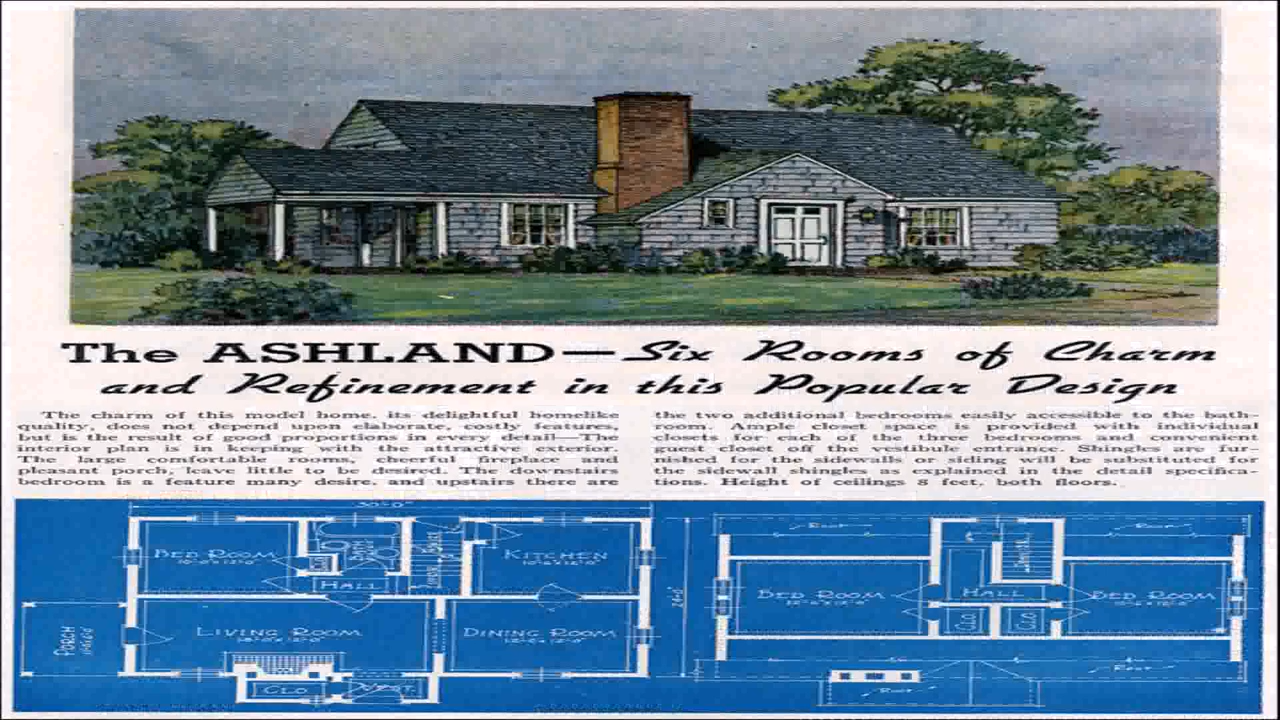 The ASHLAND—Six Rooms of Charm
and Refinement in this Popular Design
The charm of this model home, its delightful homelike
quality, does not depend upon elaborate, costly features,
but is the result of good proportions in every detail—The
interior plan is in keeping with the attractive exterior.
The large comfortable rooms, cheerful fireplace and
pleasant porch, leave little to be desired. The downstairs
bedroom is a feature many desire, and upstairs there are
the two additional bedrooms easily accessible to the bath-
room. Ample closet space is provided with individual
closets for each of the three bedrooms and convenient
guest closet off the vestibule entrance. Shingles are fur-
nished for the sidewalls or siding will be substituted for
the sidewall shingles as explained in the detail specifica-
tions. Height of ceilings 8 feet, both floors.
BED ROOM
BATH
HALL
KITCHEN
PORCH
LIVING ROOM
DINING ROOM
CLO
VEST
Roof
Roof
BED ROOM
HALL
BED ROOM
CLO
CLO
Roof
Roof